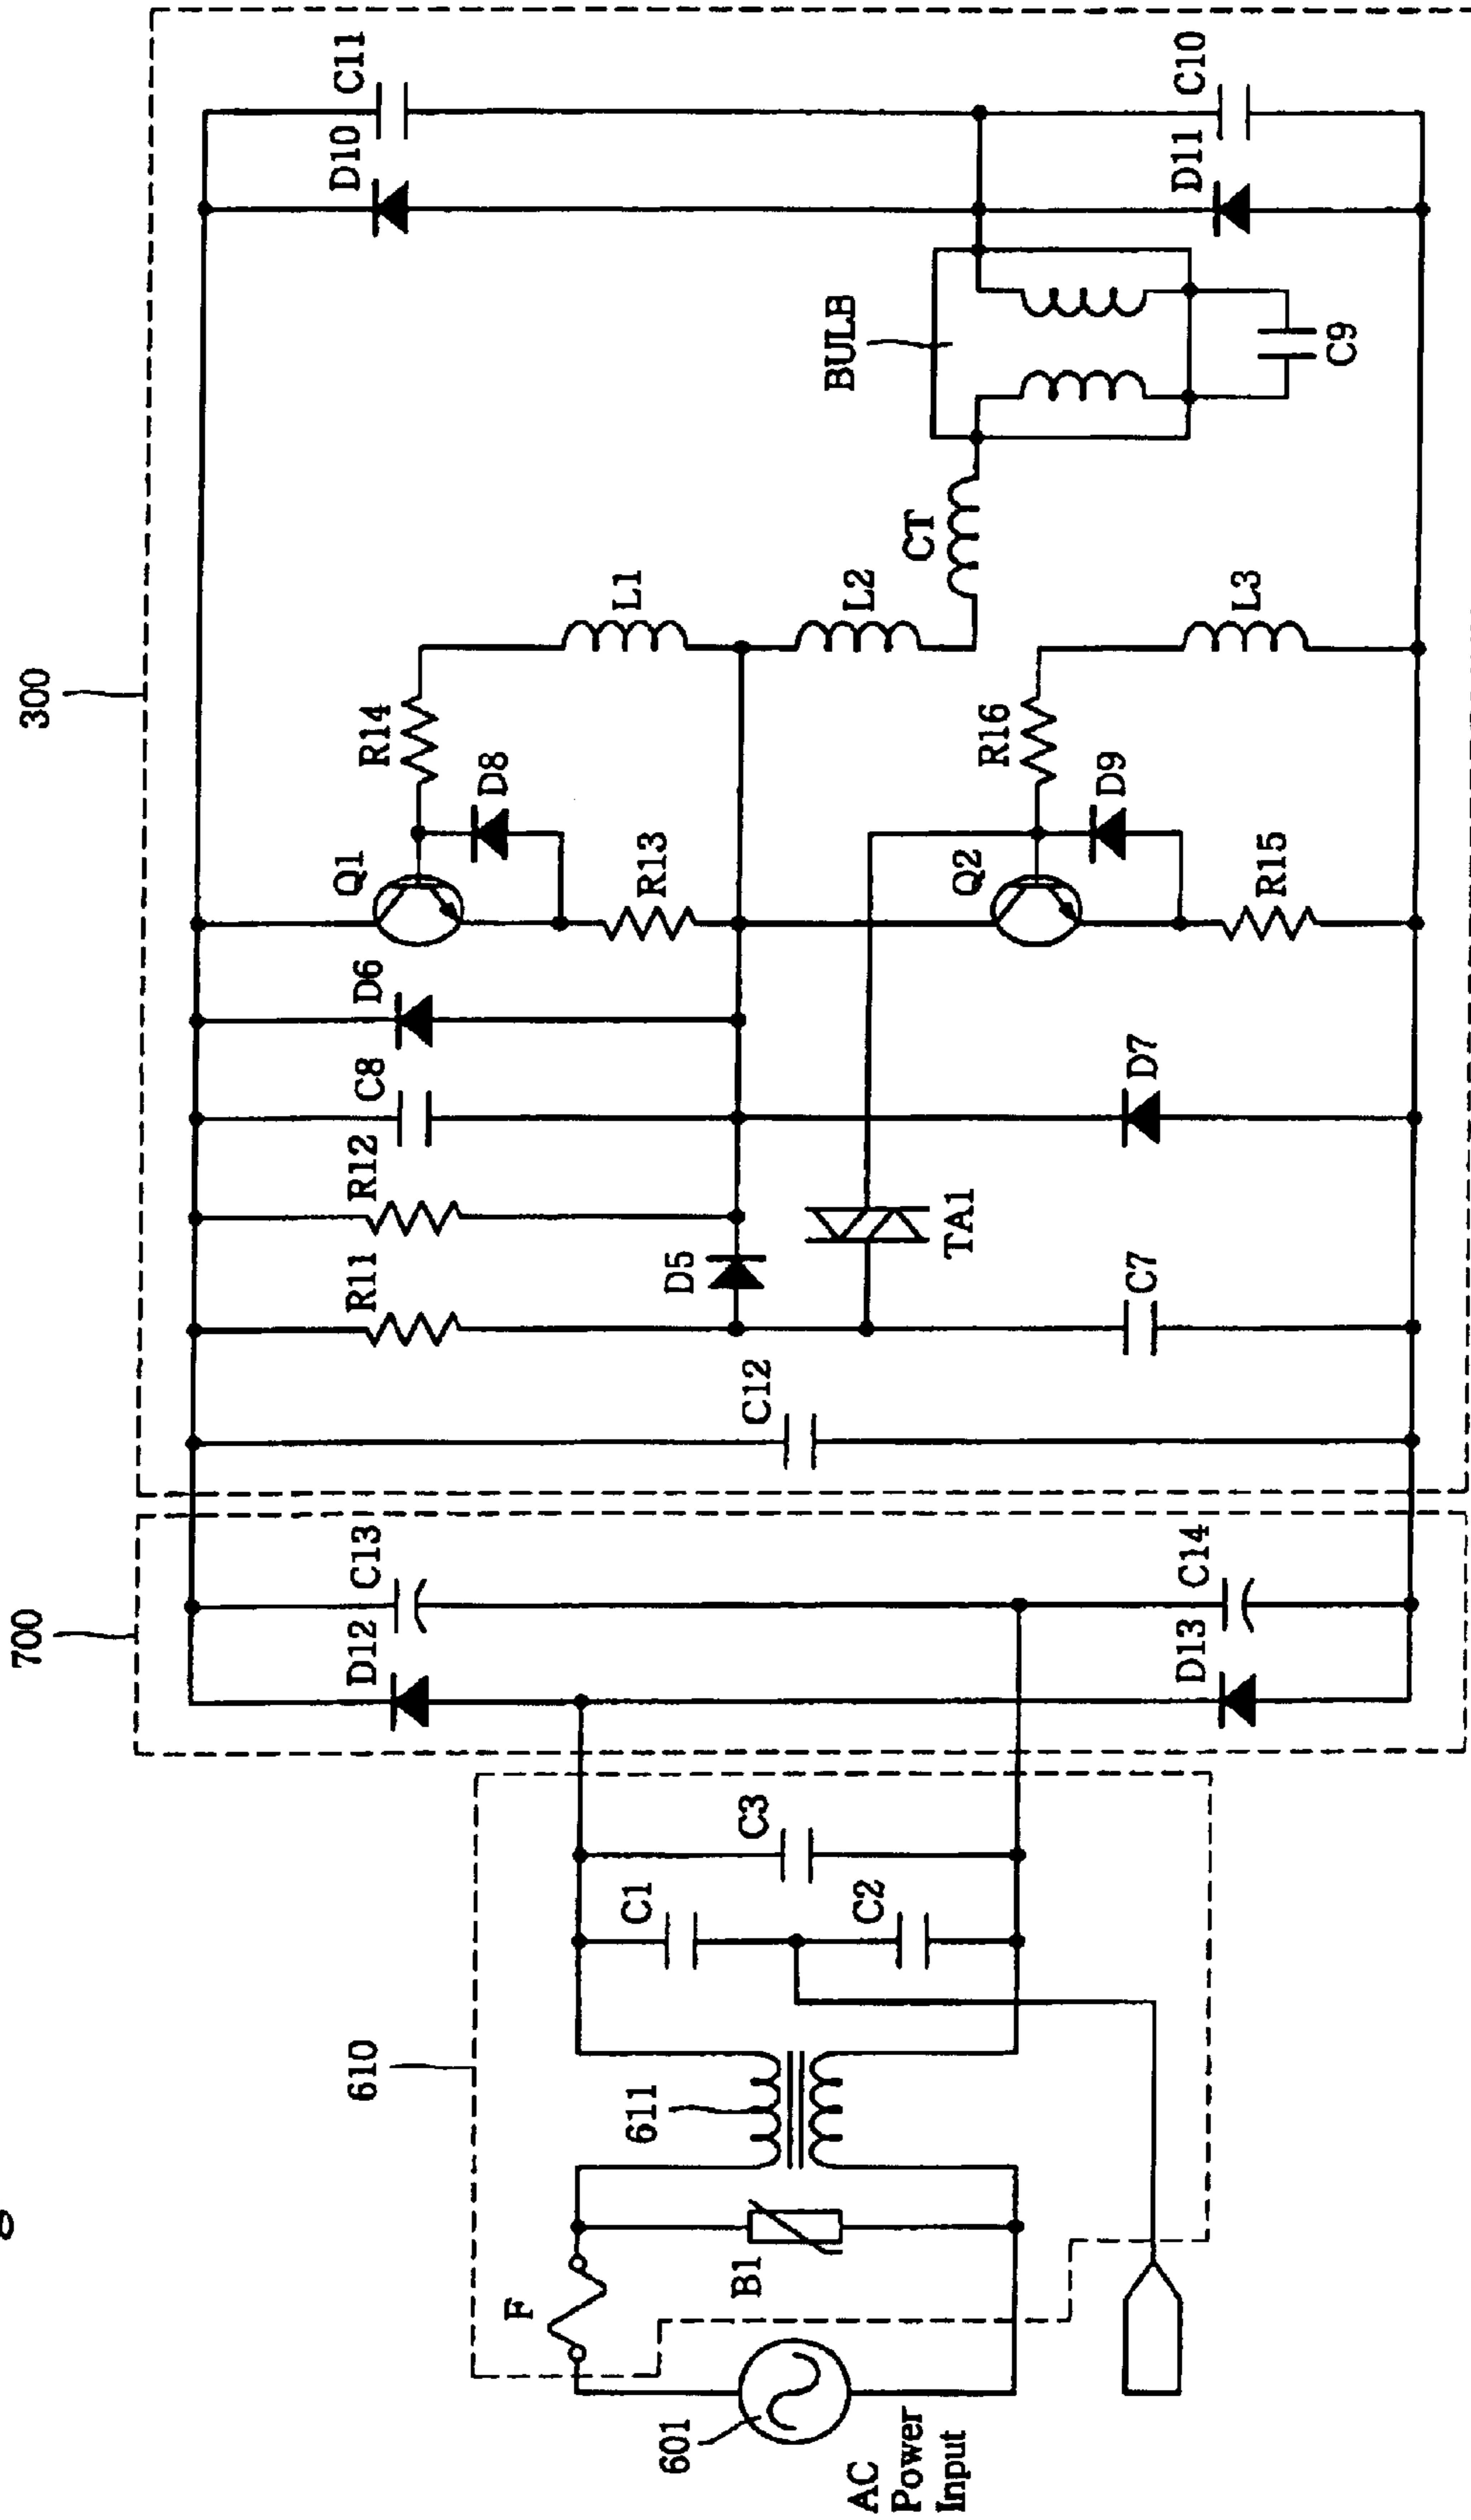 300
700
610
C11
D10
C10
D11
BULB
C9
CT
L1
L2
L3
R14
R16
D8
D9
Q1
R13
Q2
R15
D6
C8
D7
R12
R11
D5
TA1
C7
C12
C13
D12
C14
D13
C3
C1
C2
611
F
B1
601
AC
Power
Input